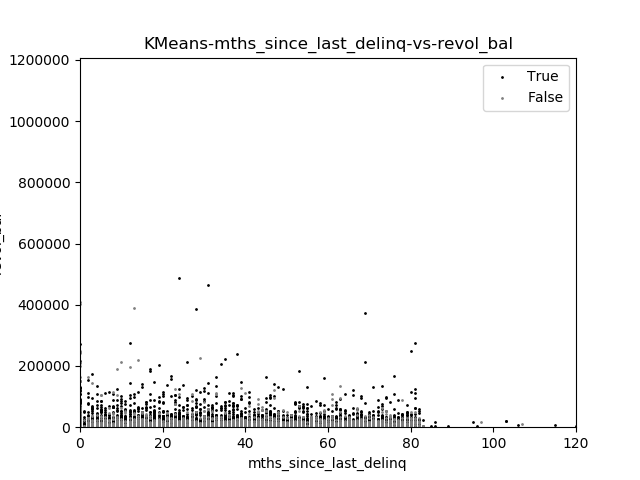 KMeans-mths_since_last_delinq-vs-revol_bal
True
False
1200000
1000000
800000
600000
400000
200000
0
0 20 40 60 80 100 120
mths_since_last_delinq